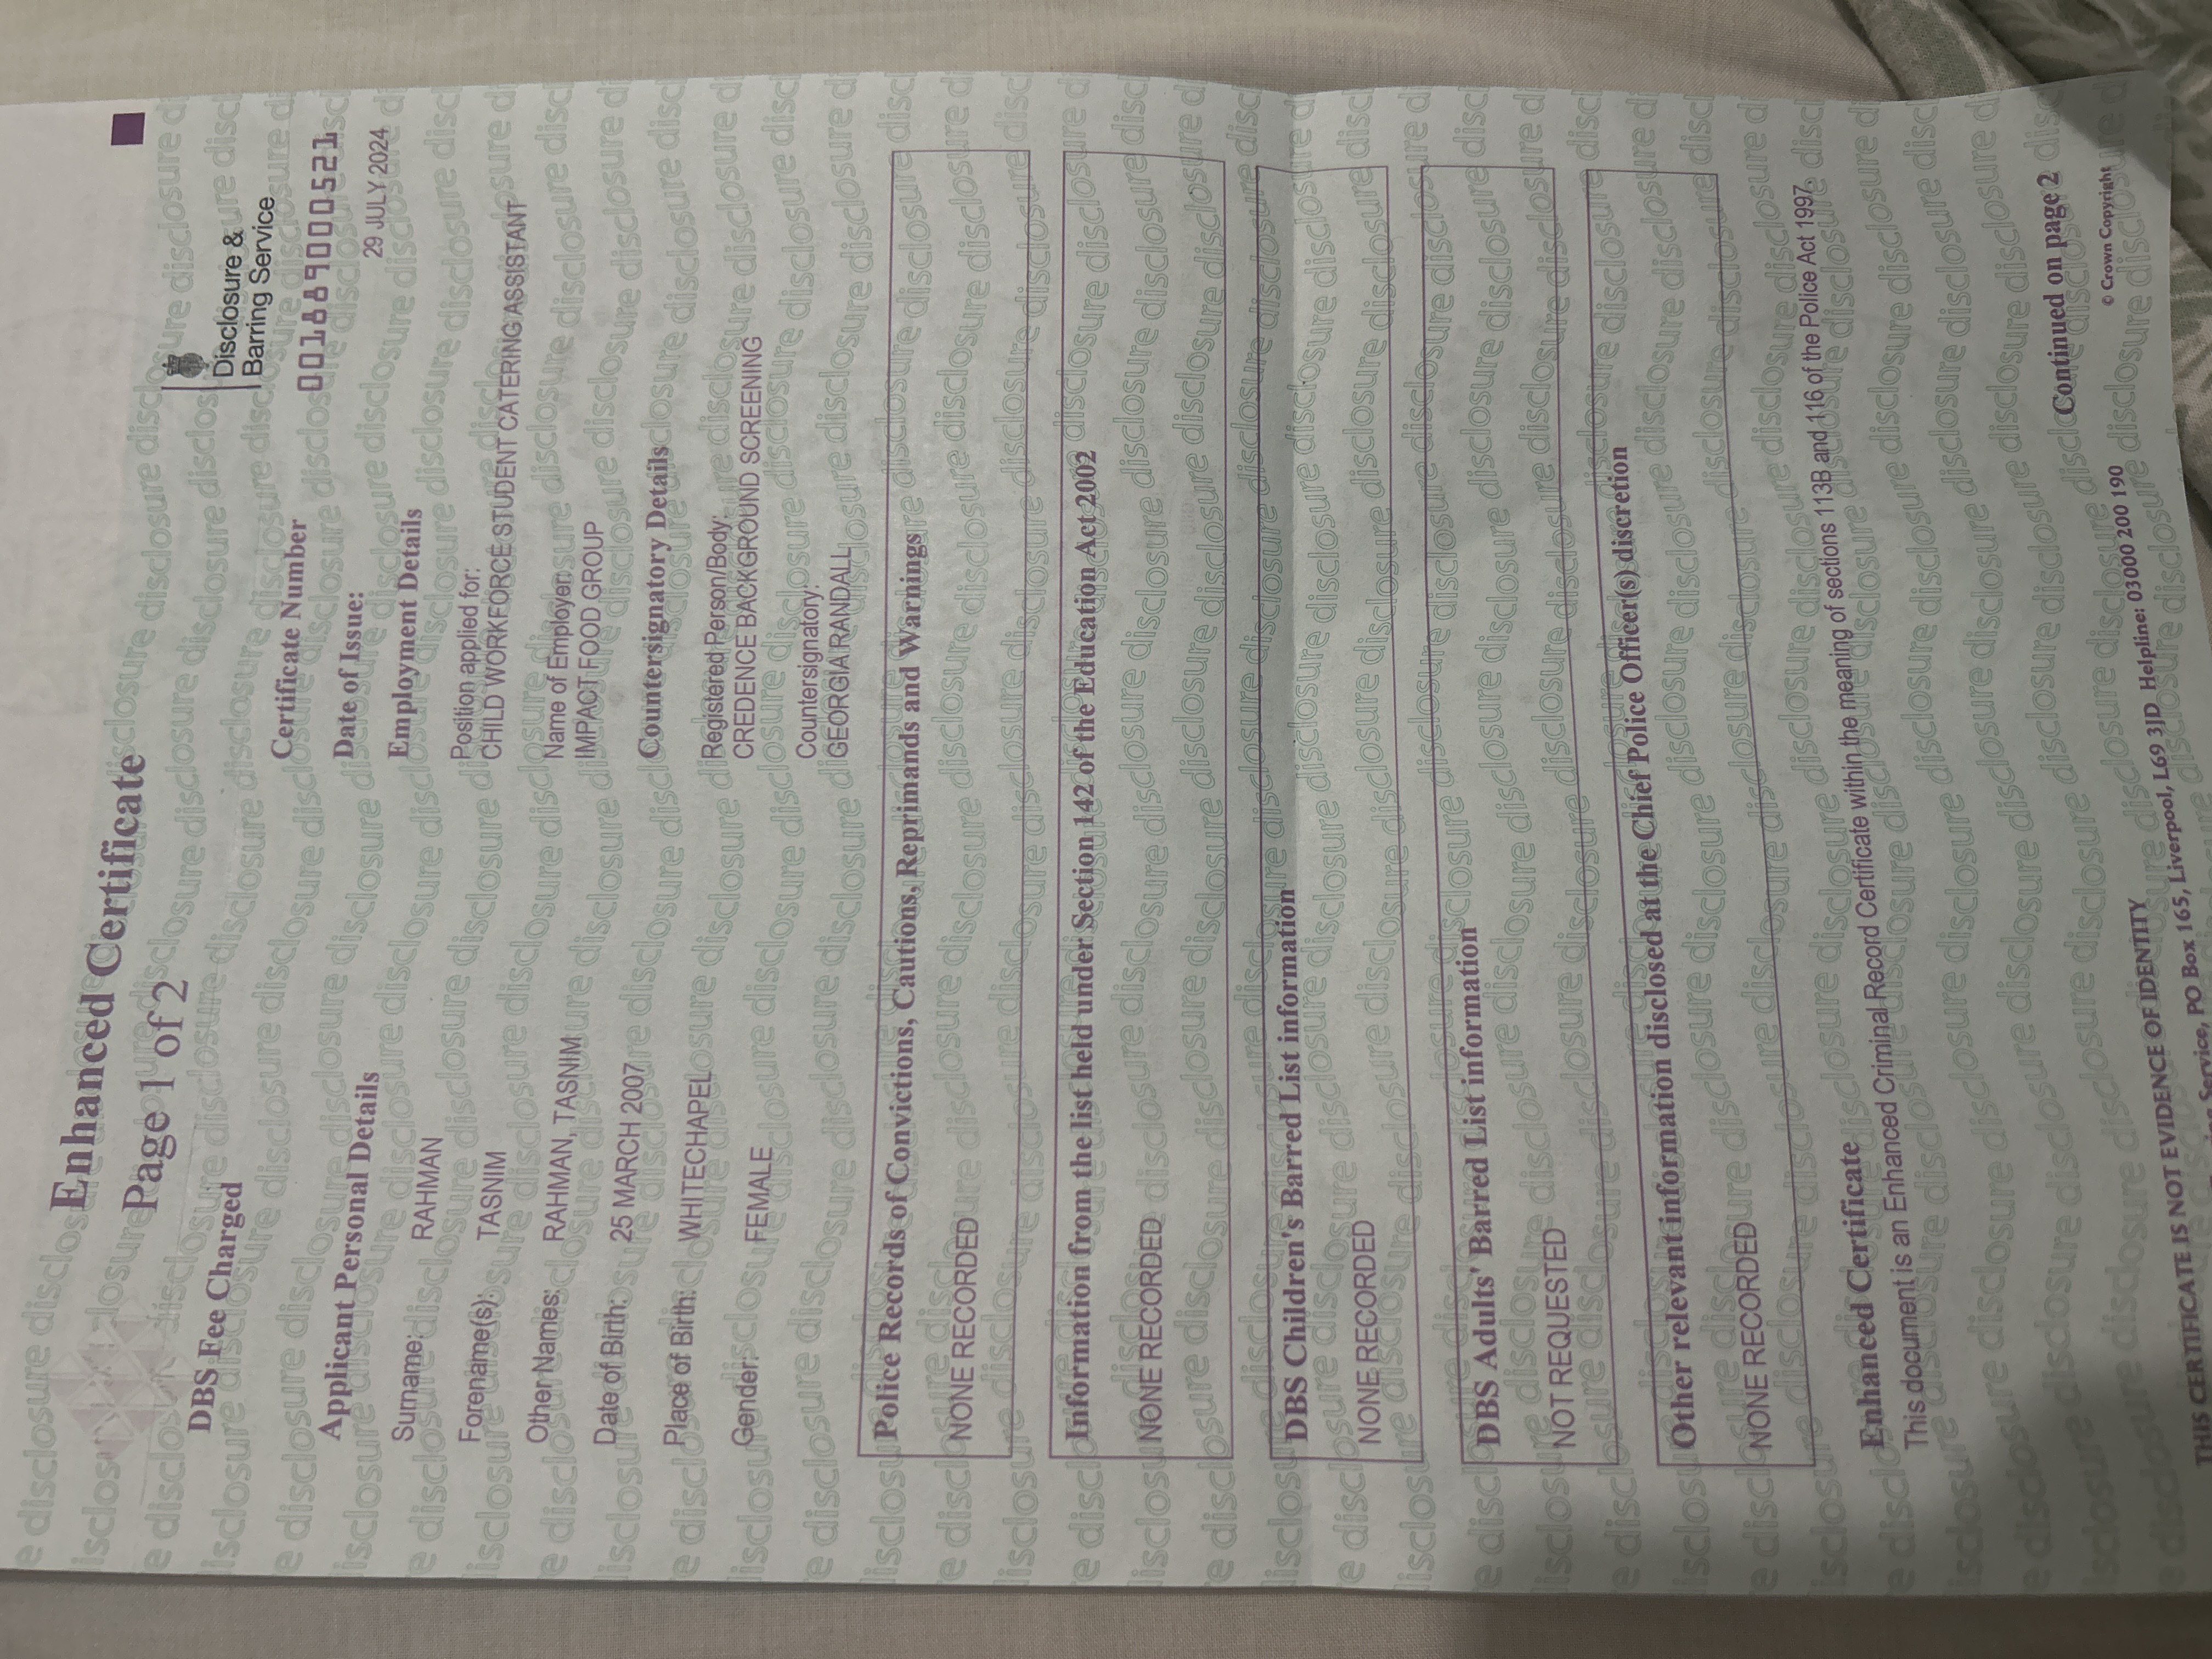 Enhanced Certificate
Page 1 of 2
DBS Fee Charged
Disclosure &
Barring Service
Certificate Number
001889000521
Date of Issue:
29 JULY 2024
Applicant Personal Details
Surname: RAHMAN
Forename(s): TASNIM
Other Names: RAHMAN, TASNIM
Date of Birth: 25 MARCH 2007
Place of Birth: WHITECHAPEL
Gender: FEMALE
Employment Details
Position applied for:
CHILD WORKFORCE STUDENT CATERING ASSISTANT
Name of Employer:
IMPACT FOOD GROUP
Countersignatory Details
Registered Person/Body:
CREDENCE BACKGROUND SCREENING
Countersignatory:
GEORGIA RANDALL
Police Records of Convictions, Cautions, Reprimands and Warnings
NONE RECORDED
Information from the list held under Section 142 of the Education Act 2002
NONE RECORDED
DBS Children's Barred List information
NONE RECORDED
DBS Adults' Barred List information
NOT REQUESTED
Other relevant information disclosed at the Chief Police Officer(s) discretion
NONE RECORDED
Enhanced Certificate
This document is an Enhanced Criminal Record Certificate within the meaning of sections 113B and 116 of the Police Act 1997.
Continued on page 2
© Crown Copyright
THIS CERTIFICATE IS NOT EVIDENCE OF IDENTITY
Service, PO Box 165, Liverpool, L69 3JD Helpline: 03000 200 190